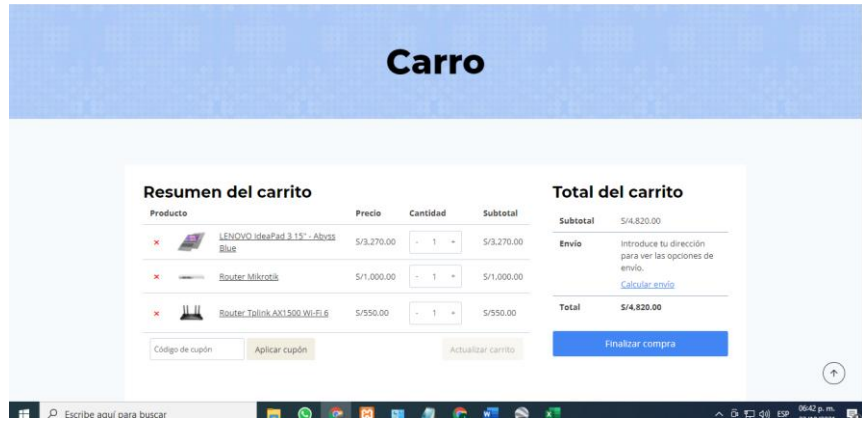 Carro
Resumen del carrito
Producto Precio Cantidad Subtotal
× LENOVO IdeaPad 3 15" - Abyss
Blue
S/3,270.00 - 1 + S/3,270.00
× Router Mikrotik S/1,000.00 - 1 + S/1,000.00
× Router Tplink AX1500 Wi-Fi 6 S/550.00 - 1 + S/550.00
Código de cupón Aplicar cupón Actualizar carrito
Total del carrito
Subtotal S/4,820.00
Envío Introduce tu dirección
para ver las opciones de
envío.
Calcular envío
Total S/4,820.00
Finalizar compra
Escribe aquí para buscar
ESP
06:42 p. m.